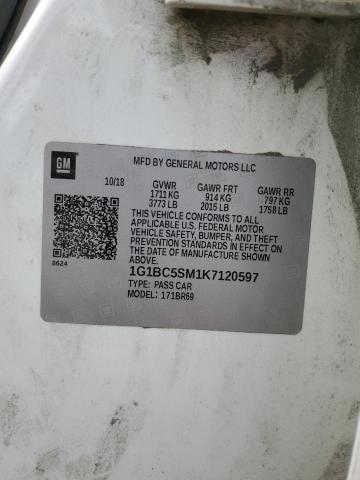 GM
MFD BY GENERAL MOTORS LLC
10/18 GVWR GAWR FRT GAWR RR
1711 KG 914 KG 797 KG
3773 LB 2015 LB 1758 LB
THIS VEHICLE CONFORMS TO ALL
APPLICABLE U.S. FEDERAL MOTOR
VEHICLE SAFETY, BUMPER, AND THEFT
PREVENTION STANDARDS IN EFFECT ON
THE DATE OF MANUFACTURE SHOWN
ABOVE.
8624
1G1BC5SM1K7120597
TYPE: PASS CAR
MODEL: 171BR69